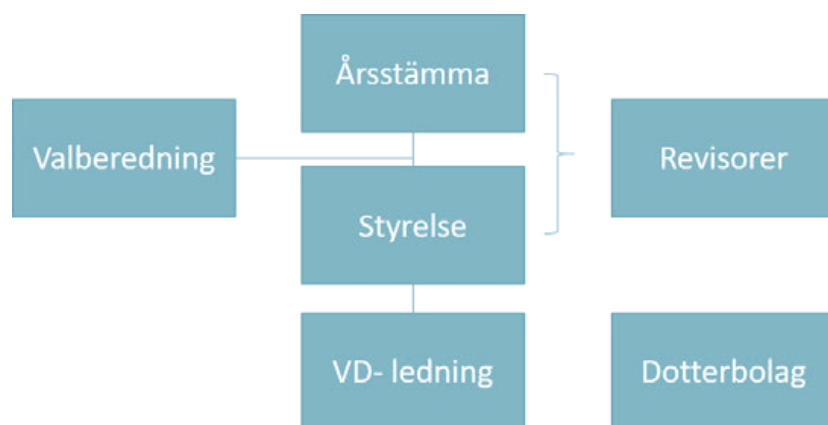 Årsstämma
Valberedning
Revisorer
Styrelse
VD- ledning
Dotterbolag